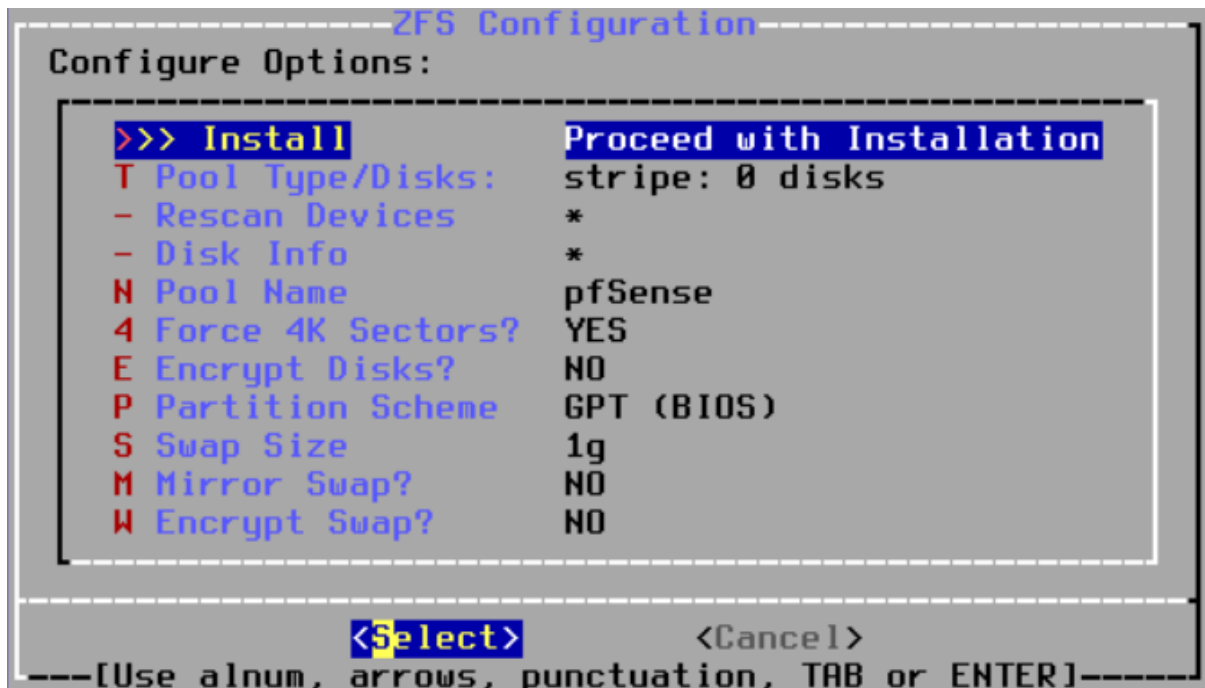 ZFS Configuration
Configure Options:
>>> Install Proceed with Installation
T Pool Type/Disks: stripe: 0 disks
- Rescan Devices *
- Disk Info *
N Pool Name pfSense
4 Force 4K Sectors? YES
E Encrypt Disks? NO
P Partition Scheme GPT (BIOS)
S Swap Size 1g
M Mirror Swap? NO
W Encrypt Swap? NO
<Select> <Cancel>
---[Use alnum, arrows, punctuation, TAB or ENTER]---